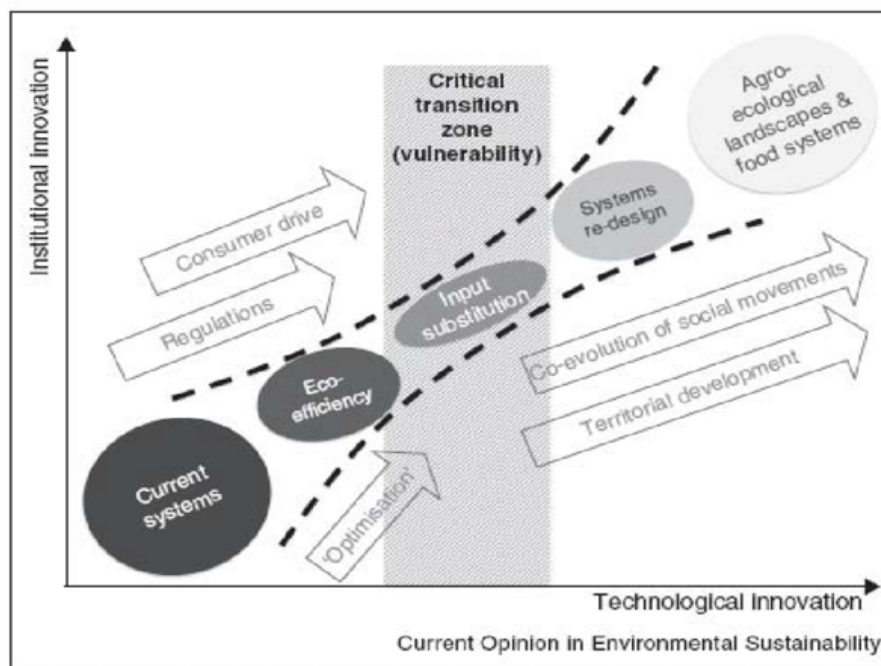 Institutional innovation
Critical
transition
zone
(vulnerability)
Agro-
ecological
landscapes &
food systems
Consumer drive
Regulations
Systems
re-design
Input
substitution
Eco-
efficiency
Current
systems
'Optimisation'
Co-evolution of social movements
Territorial development
Technological innovation
Current Opinion in Environmental Sustainability